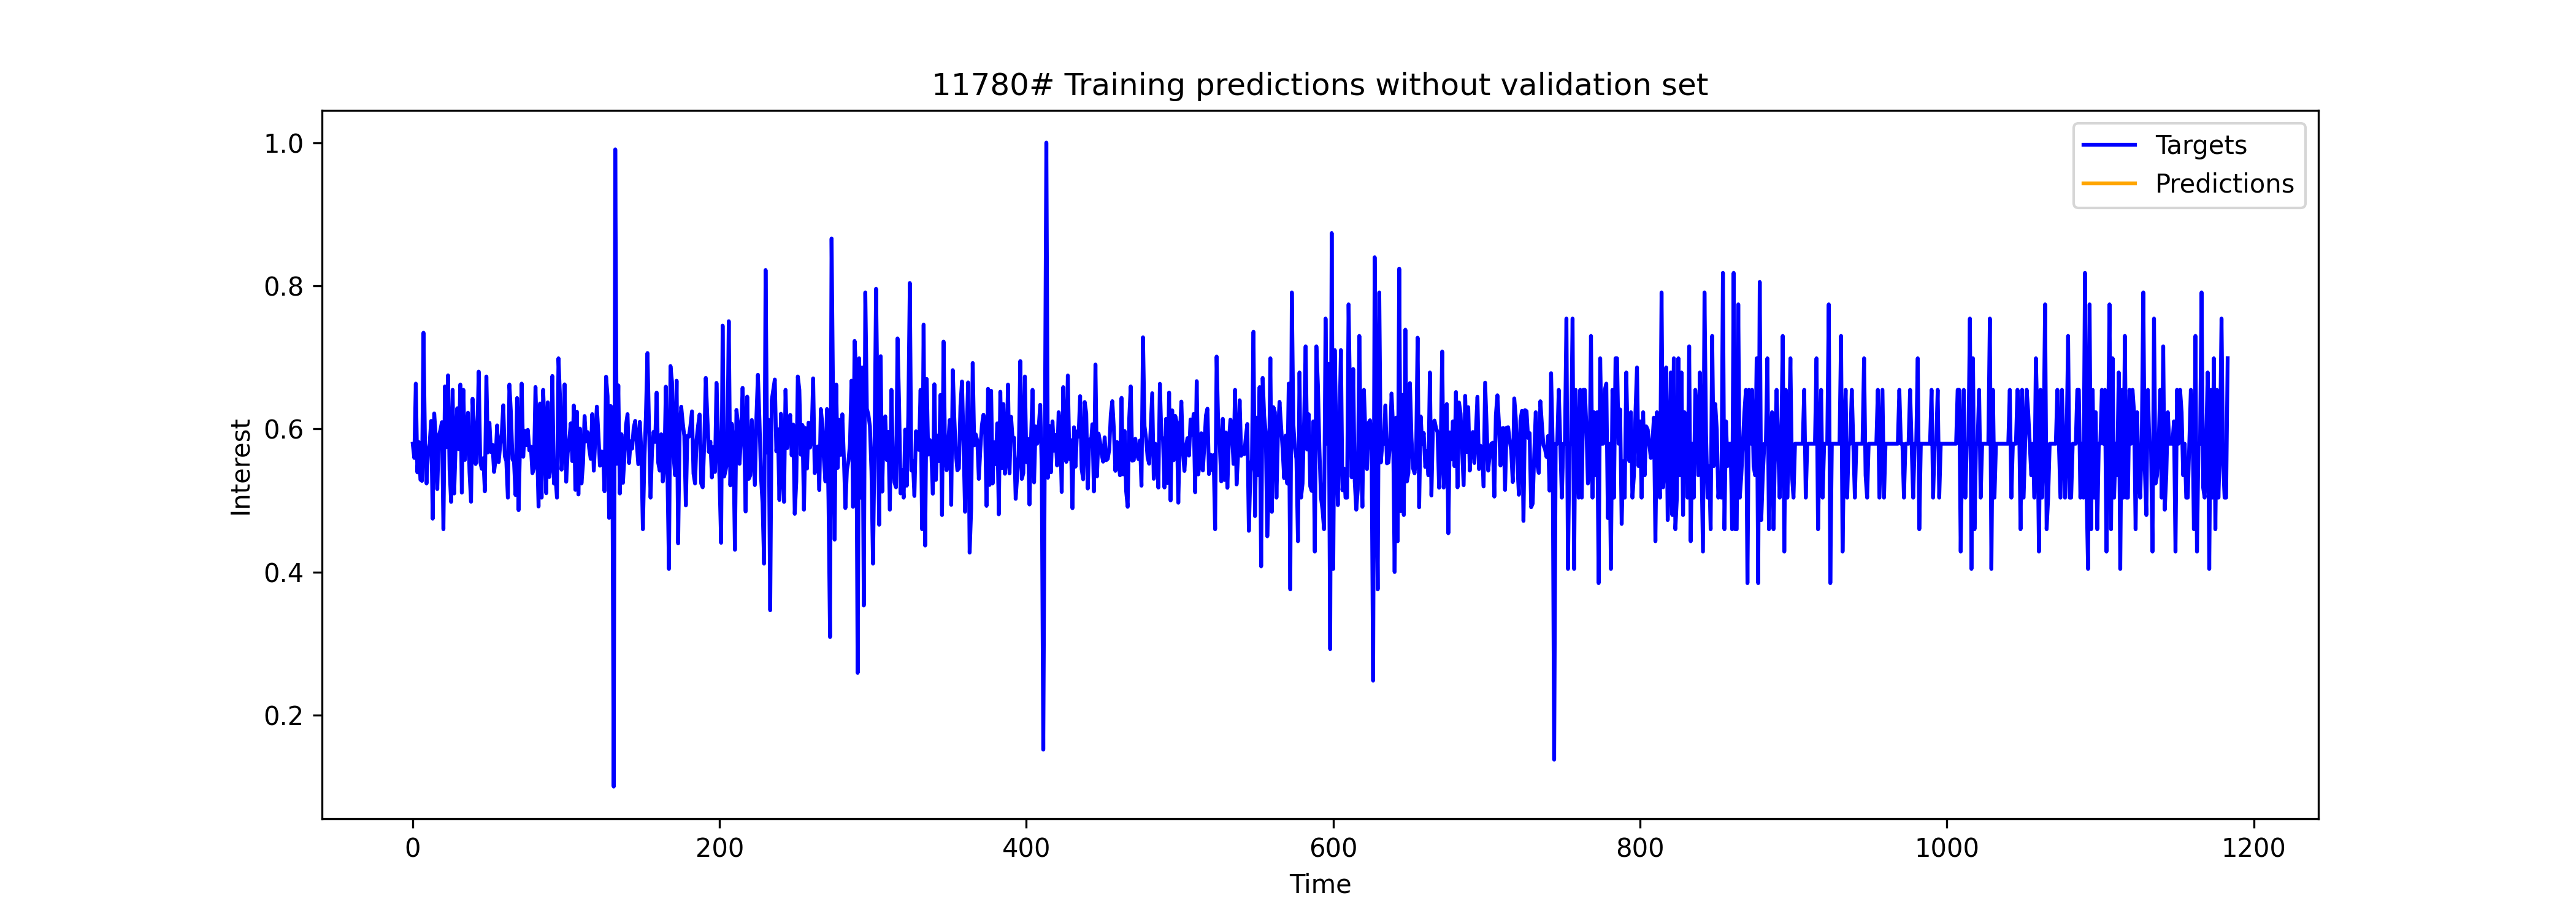 11780# Training predictions without validation set
Targets
Predictions
1.0
0.8
0.6
0.4
0.2
Interest
0 200 400 600 800 1000 1200
Time